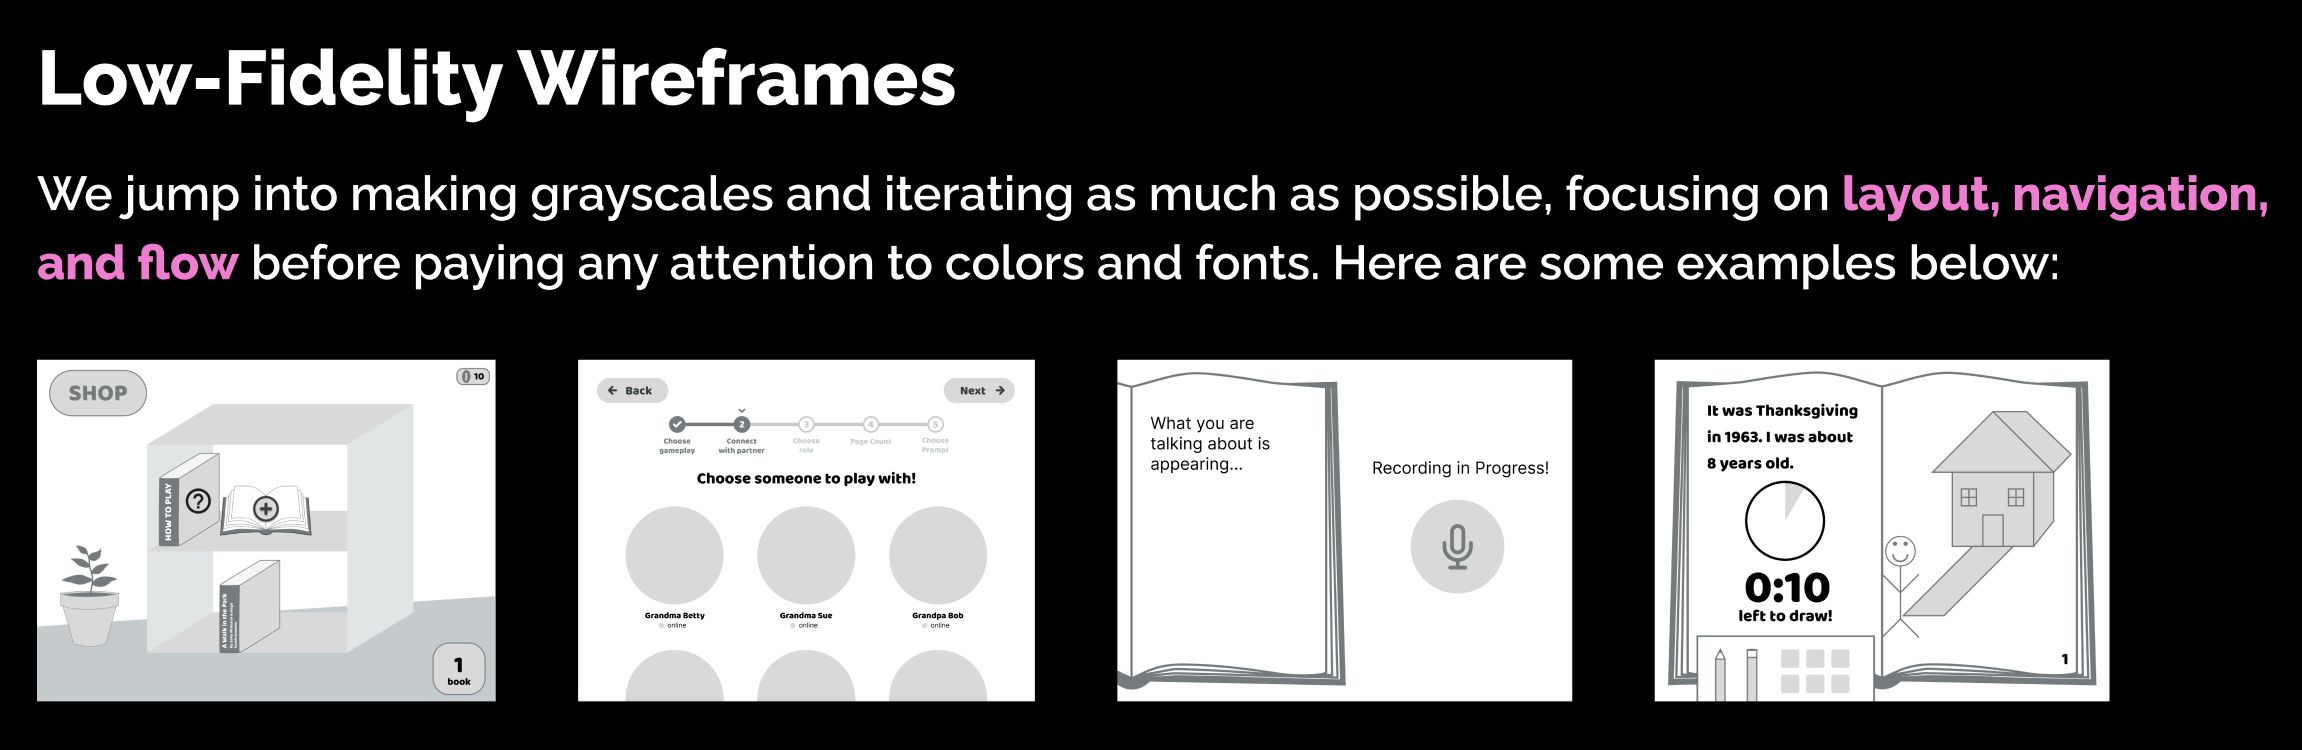 Low-Fidelity Wireframes
We jump into making grayscales and iterating as much as possible, focusing on layout, navigation,
and flow before paying any attention to colors and fonts. Here are some examples below:
SHOP
10
HOW TO PLAY
?
A Walk in the Park
1
book
Back
Next
2
3
4
5
Choose
gameplay
Connect
with partner
Choose
role
Page Count
Choose
Prompt
Choose someone to play with!
Grandma Betty
online
Grandma Sue
online
Grandpa Bob
online
What you are
talking about is
appearing...
Recording in Progress!
It was Thanksgiving
in 1963. I was about
8 years old.
0:10
left to draw!
1